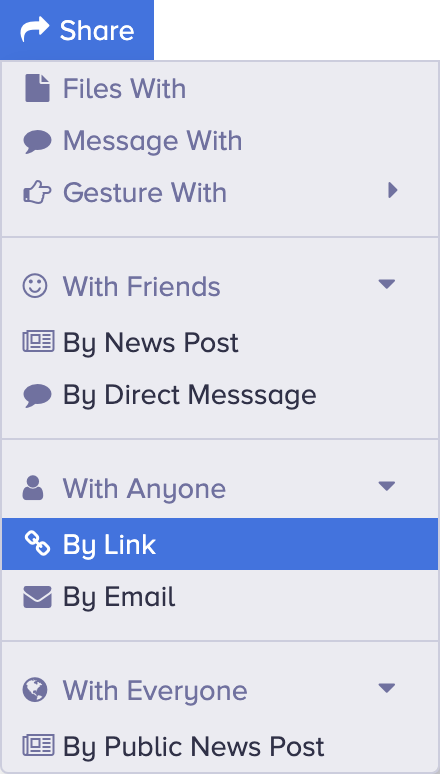 Share
Files With
Message With
Gesture With
With Friends
By News Post
By Direct Messsage
With Anyone
By Link
By Email
With Everyone
By Public News Post